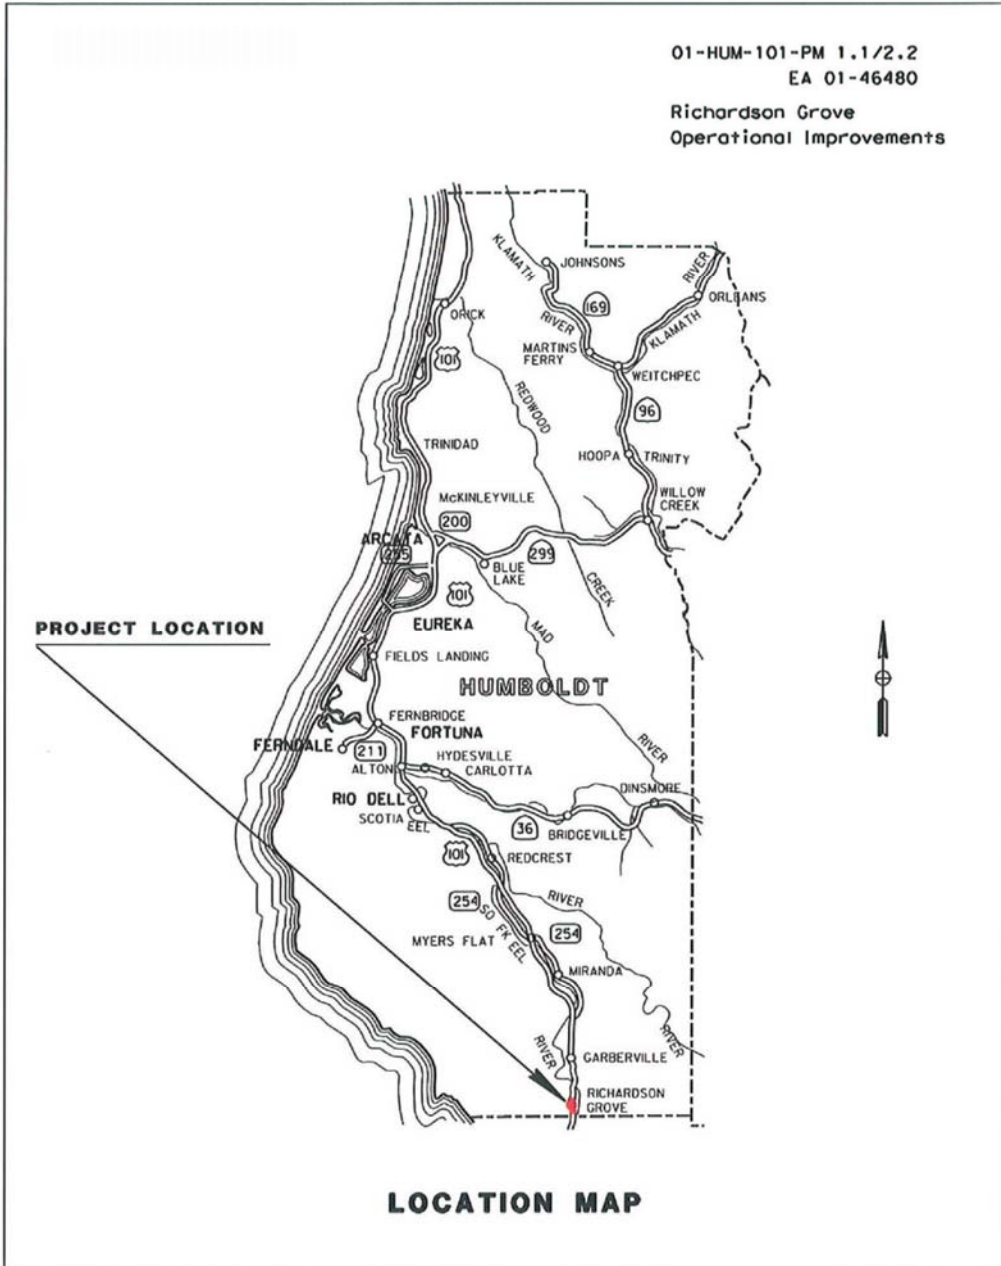 01-HUM-101-PM 1.1/2.2
EA 01-46480
Richardson Grove
Operational Improvements
KLAMATH
JOHNSONS
RIVER
ORLEANS
169
ORICK
RIVER
KLAMATH
MARTINS
FERRY
101
WEITCHPEC
REDWOOD
96
TRINIDAD
HOOPA
TRINITY
McKINLEYVILLE
WILLOW
CREEK
200
ARCATA
255
299
BLUE
LAKE
CREEK
101
MAD
EUREKA
PROJECT LOCATION
FIELDS LANDING
HUMBOLDT
FERNBRIDGE
FORTUNA
FERNDALE
211
RIVER
HYDESVILLE
ALTON
CARLOTTA
DINSMORE
RIO DELL
SCOTIA
EEL
36
BRIDGEVILLE
101
REDCREST
254
RIVER
SO FK EEL
254
MYERS FLAT
MIRANDA
RIVER
RIVER
GARBERVILLE
RICHARDSON
GROVE
LOCATION MAP